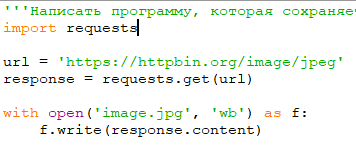 '''Написать программу, которая сохраняе
import requests

url = 'https://httpbin.org/image/jpeg'
response = requests.get(url)

with open('image.jpg', 'wb') as f:
    f.write(response.content)